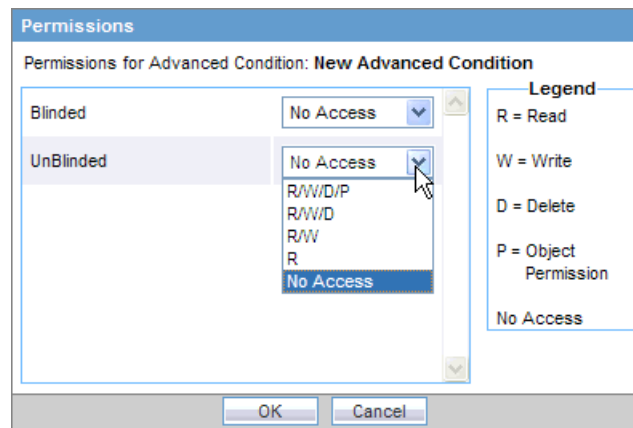 Permissions
Permissions for Advanced Condition: New Advanced Condition
Blinded
No Access
UnBlinded
No Access
R/W/D/P
R/W/D
R/W
R
No Access
Legend
R = Read
W = Write
D = Delete
P = Object
Permission
No Access
OK
Cancel